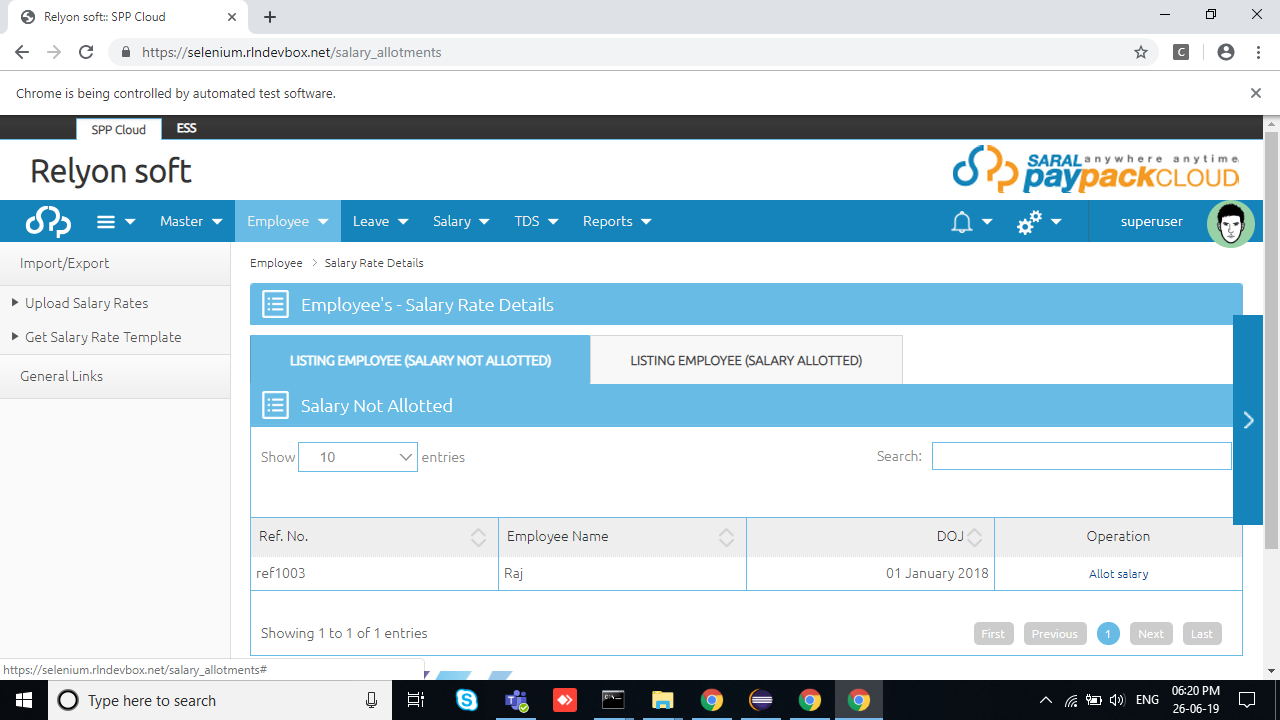 Relyon soft:: SPP Cloud
https://selenium.rlndevbox.net/salary_allotments
C
Chrome is being controlled by automated test software.
SPP Cloud ESS
Relyon soft
SARAL anywhere anytime
paypackCLOUD
Master Employee Leave Salary TDS Reports superuser
Import/Export
Upload Salary Rates
Get Salary Rate Template
General Links
Employee > Salary Rate Details
Employee's - Salary Rate Details
LISTING EMPLOYEE (SALARY NOT ALLOTTED) LISTING EMPLOYEE (SALARY ALLOTTED)
Salary Not Allotted
Show 10 entries Search:
Ref. No. Employee Name DOJ Operation
ref1003 Raj 01 January 2018 Allot salary
Showing 1 to 1 of 1 entries First Previous 1 Next Last
https://selenium.rlndevbox.net/salary_allotments#
Type here to search
ENG
06:20 PM
26-06-19